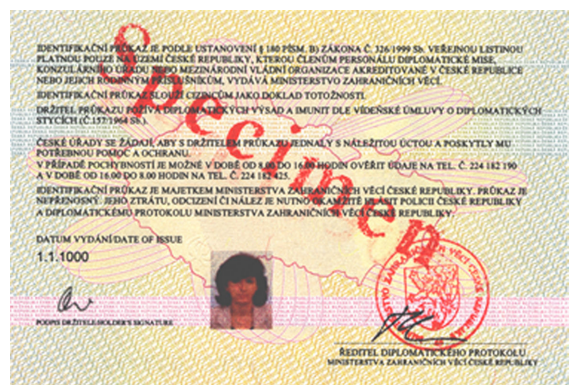 IDENTIFIKAČNÍ PRŮKAZ JE PODLE USTANOVENÍ § 180 PÍSM. B) ZÁKONA Č. 326/1999 Sb. VEŘEJNOU LISTINOU
PLATNOU POUZE NA ÚZEMÍ ČESKÉ REPUBLIKY, KTEROU ČLENŮM PERSONÁLU DIPLOMATICKÉ MISE,
KONZULÁRNÍHO ÚŘADU NEBO MEZINÁRODNÍ VLÁDNÍ ORGANIZACE AKREDITOVANÉ V ČESKÉ REPUBLICE
NEBO JEJICH RODINNÝM PŘÍSLUŠNÍKŮM, VYDÁVÁ MINISTERSTVO ZAHRANIČNÍCH VĚCÍ.
IDENTIFIKAČNÍ PRŮKAZ SLOUŽÍ CIZINCŮM JAKO DOKLAD TOTOŽNOSTI.
DRŽITEL PRŮKAZU POŽÍVÁ DIPLOMATICKÝCH VÝSAD A IMUNIT DLE VÍDEŇSKÉ ÚMLUVY O DIPLOMATICKÝCH
STYCÍCH (Č.157/1964 Sb.).
ČESKÉ ÚŘADY SE ŽÁDAJÍ, ABY S DRŽITELEM PRŮKAZU JEDNALY S NÁLEŽITOU ÚCTOU A POSKYTLY MU
POTŘEBNOU POMOC A OCHRANU.
V PŘÍPADĚ POCHYBNOSTÍ JE MOŽNÉ V DOBĚ OD 8.00 DO 16.00 HODIN OVĚŘIT ÚDAJE NA TEL. Č. 224 182 190
A V DOBĚ OD 16.00 DO 8.00 HODIN NA TEL. Č. 224 182 425.
IDENTIFIKAČNÍ PRŮKAZ JE MAJETKEM MINISTERSTVA ZAHRANIČNÍCH VĚCÍ ČESKÉ REPUBLIKY. PRŮKAZ JE
NEPŘENOSNÝ. JEHO ZTRÁTU, ODCIZENÍ ČI NÁLEZ JE NUTNO OKAMŽITĚ HLÁSIT POLICII ČESKÉ REPUBLIKY
A DIPLOMATICKÉMU PROTOKOLU MINISTERSTVA ZAHRANIČNÍCH VĚCÍ ČESKÉ REPUBLIKY.
Specimen
DATUM VYDÁNÍ/DATE OF ISSUE
1.1.1000
PODPIS DRŽITELE/HOLDER'S SIGNATURE
ŘEDITEL DIPLOMATICKÉHO PROTOKOLU
MINISTERSTVA ZAHRANIČNÍCH VĚCÍ ČESKÉ REPUBLIKY